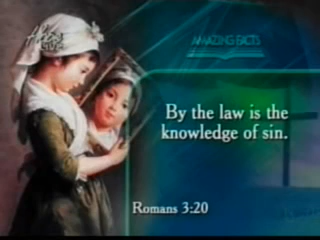 AMAZING FACTS
By the law is the
knowledge of sin.
Romans 3:20